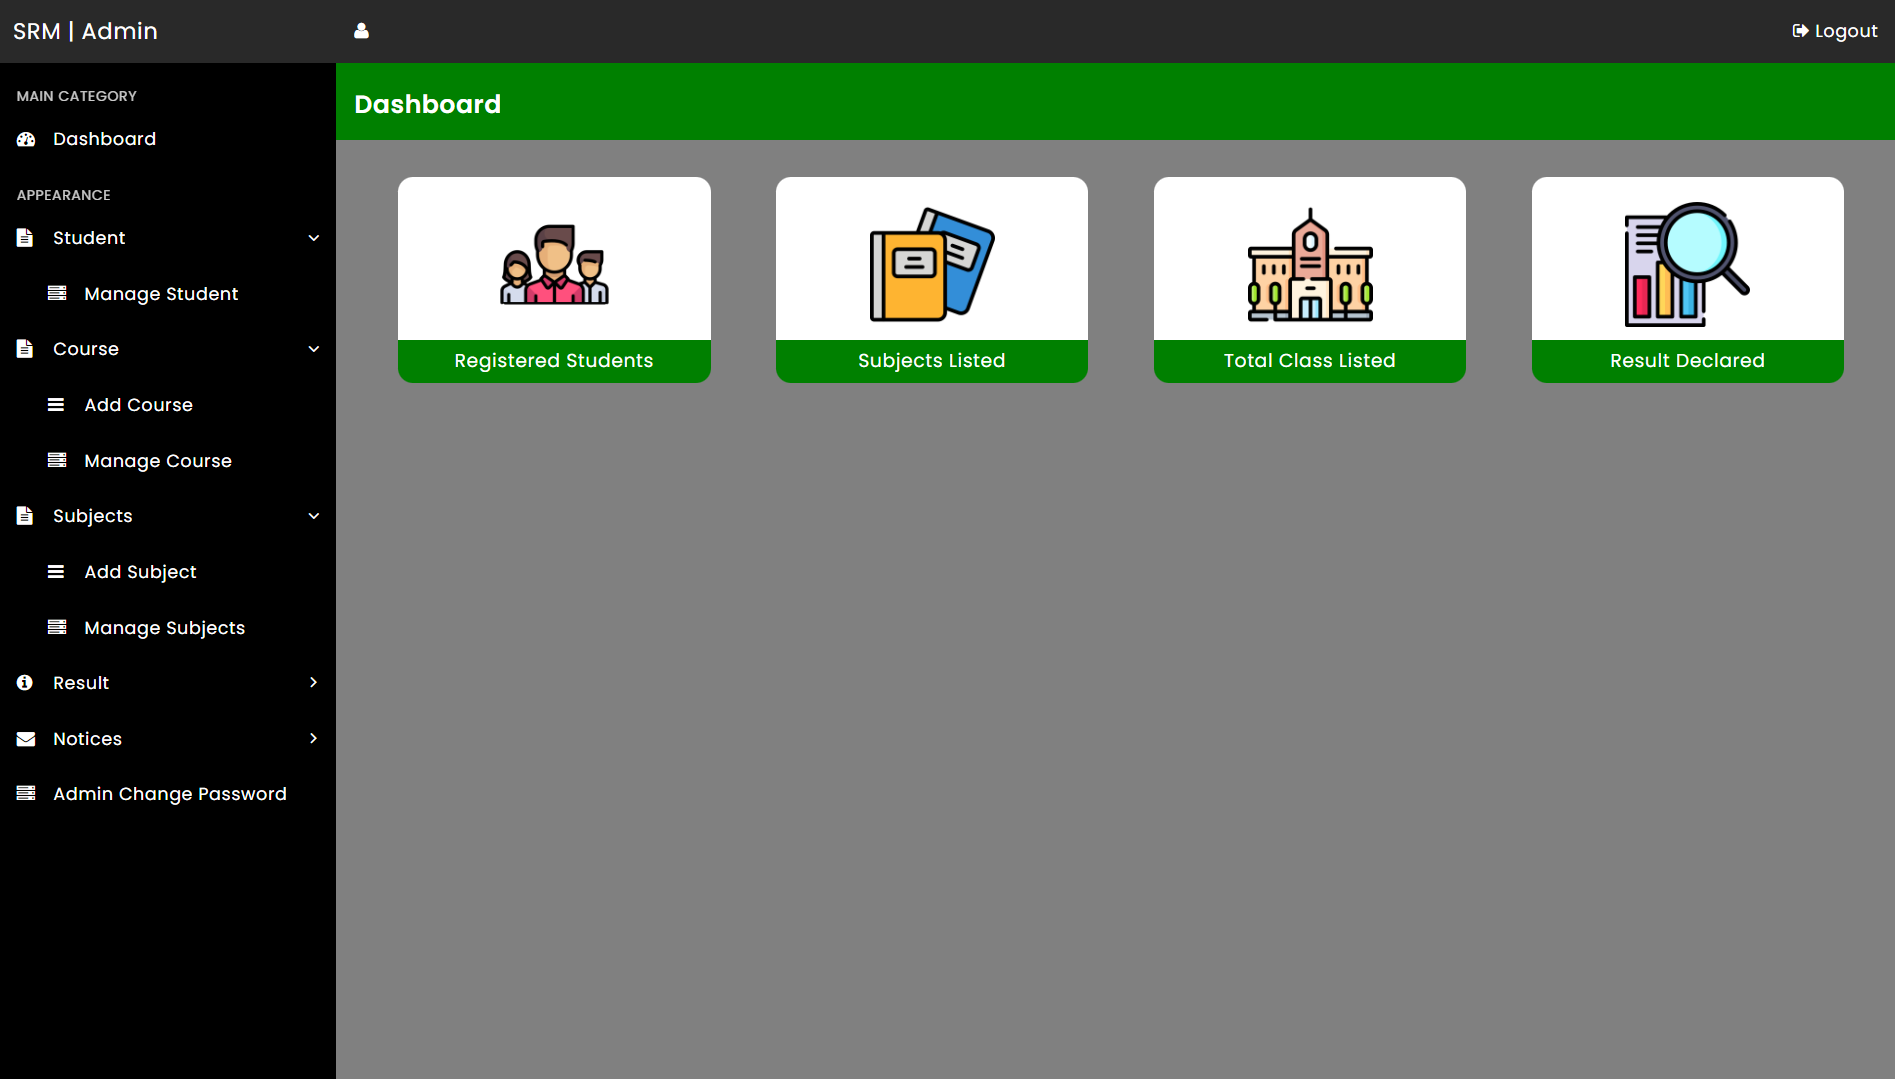 SRM | Admin
Logout
MAIN CATEGORY
Dashboard
APPEARANCE
Student
Manage Student
Course
Add Course
Manage Course
Subjects
Add Subject
Manage Subjects
Result
Notices
Admin Change Password
Dashboard
Registered Students
Subjects Listed
Total Class Listed
Result Declared